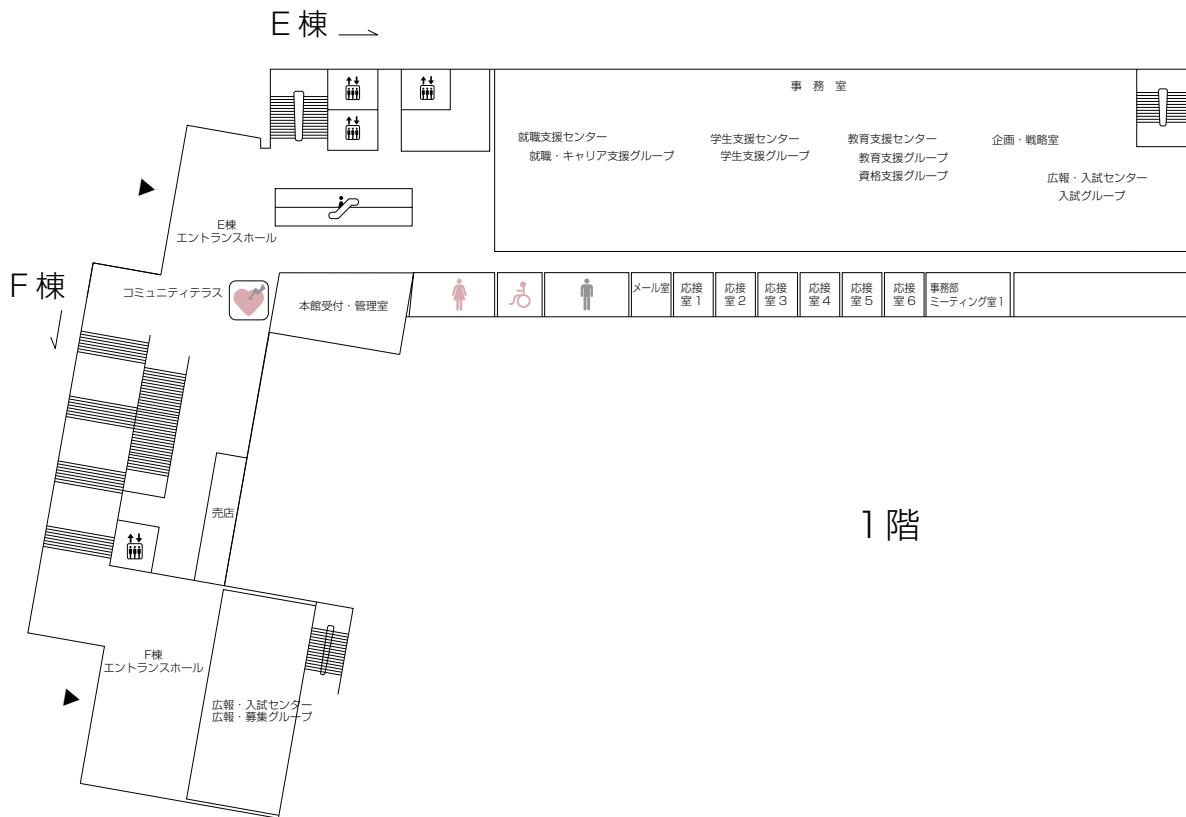 E棟
事 務 室
就職支援センター
就職・キャリア支援グループ
学生支援センター
学生支援グループ
教育支援センター
教育支援グループ
資格支援グループ
企画・戦略室
広報・入試センター
入試グループ
E棟
エントランスホール
F棟
コミュニティテラス
本館受付・管理室
メール室
応接
室1
応接
室2
応接
室3
応接
室4
応接
室5
応接
室6
事務部
ミーティング室1
売店
1階
F棟
エントランスホール
広報・入試センター
広報・募集グループ